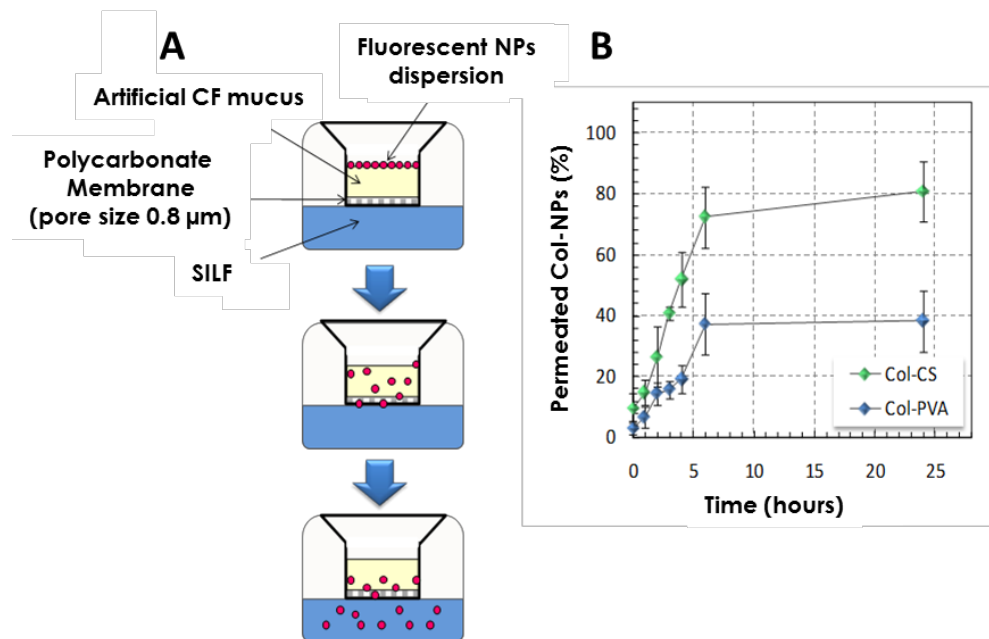 A
Fluorescent NPs
dispersion
Artificial CF mucus
Polycarbonate
Membrane
(pore size 0.8 µm)
SILF
B
Permeated Col-NPs (%)
100
80
60
40
20
0
Col-CS
Col-PVA
0 5 10 15 20 25
Time (hours)